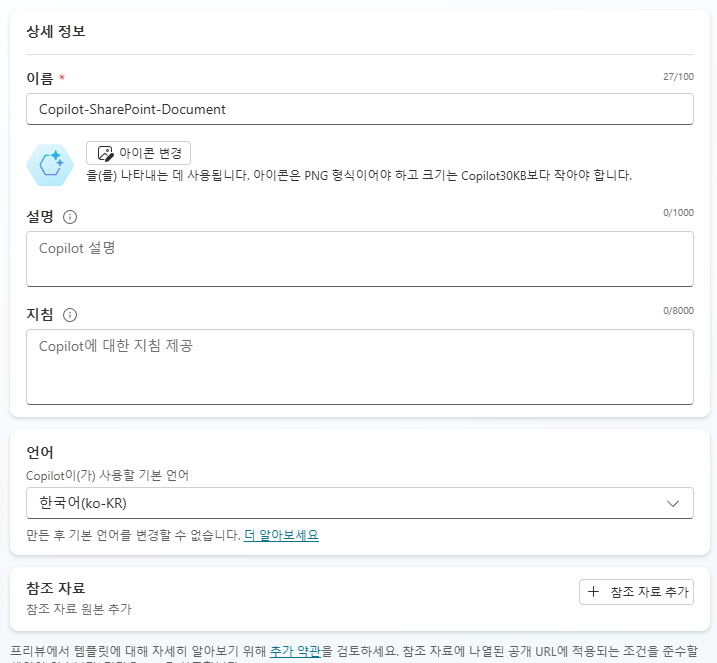 상세 정보
이름 *
27/100
Copilot-SharePoint-Document
아이콘 변경
을(를) 나타내는 데 사용됩니다. 아이콘은 PNG 형식이어야 하고 크기는 Copilot30KB보다 작아야 합니다.
설명
0/1000
Copilot 설명
지침
0/8000
Copilot에 대한 지침 제공
언어
Copilot이(가) 사용할 기본 언어
한국어(ko-KR)
만든 후 기본 언어를 변경할 수 없습니다. 더 알아보세요
참조 자료
+ 참조 자료 추가
참조 자료 원본 추가
프리뷰에서 템플릿에 대해 자세히 알아보기 위해 추가 약관을 검토하세요. 참조 자료에 나열된 공개 URL에 적용되는 조건을 준수할